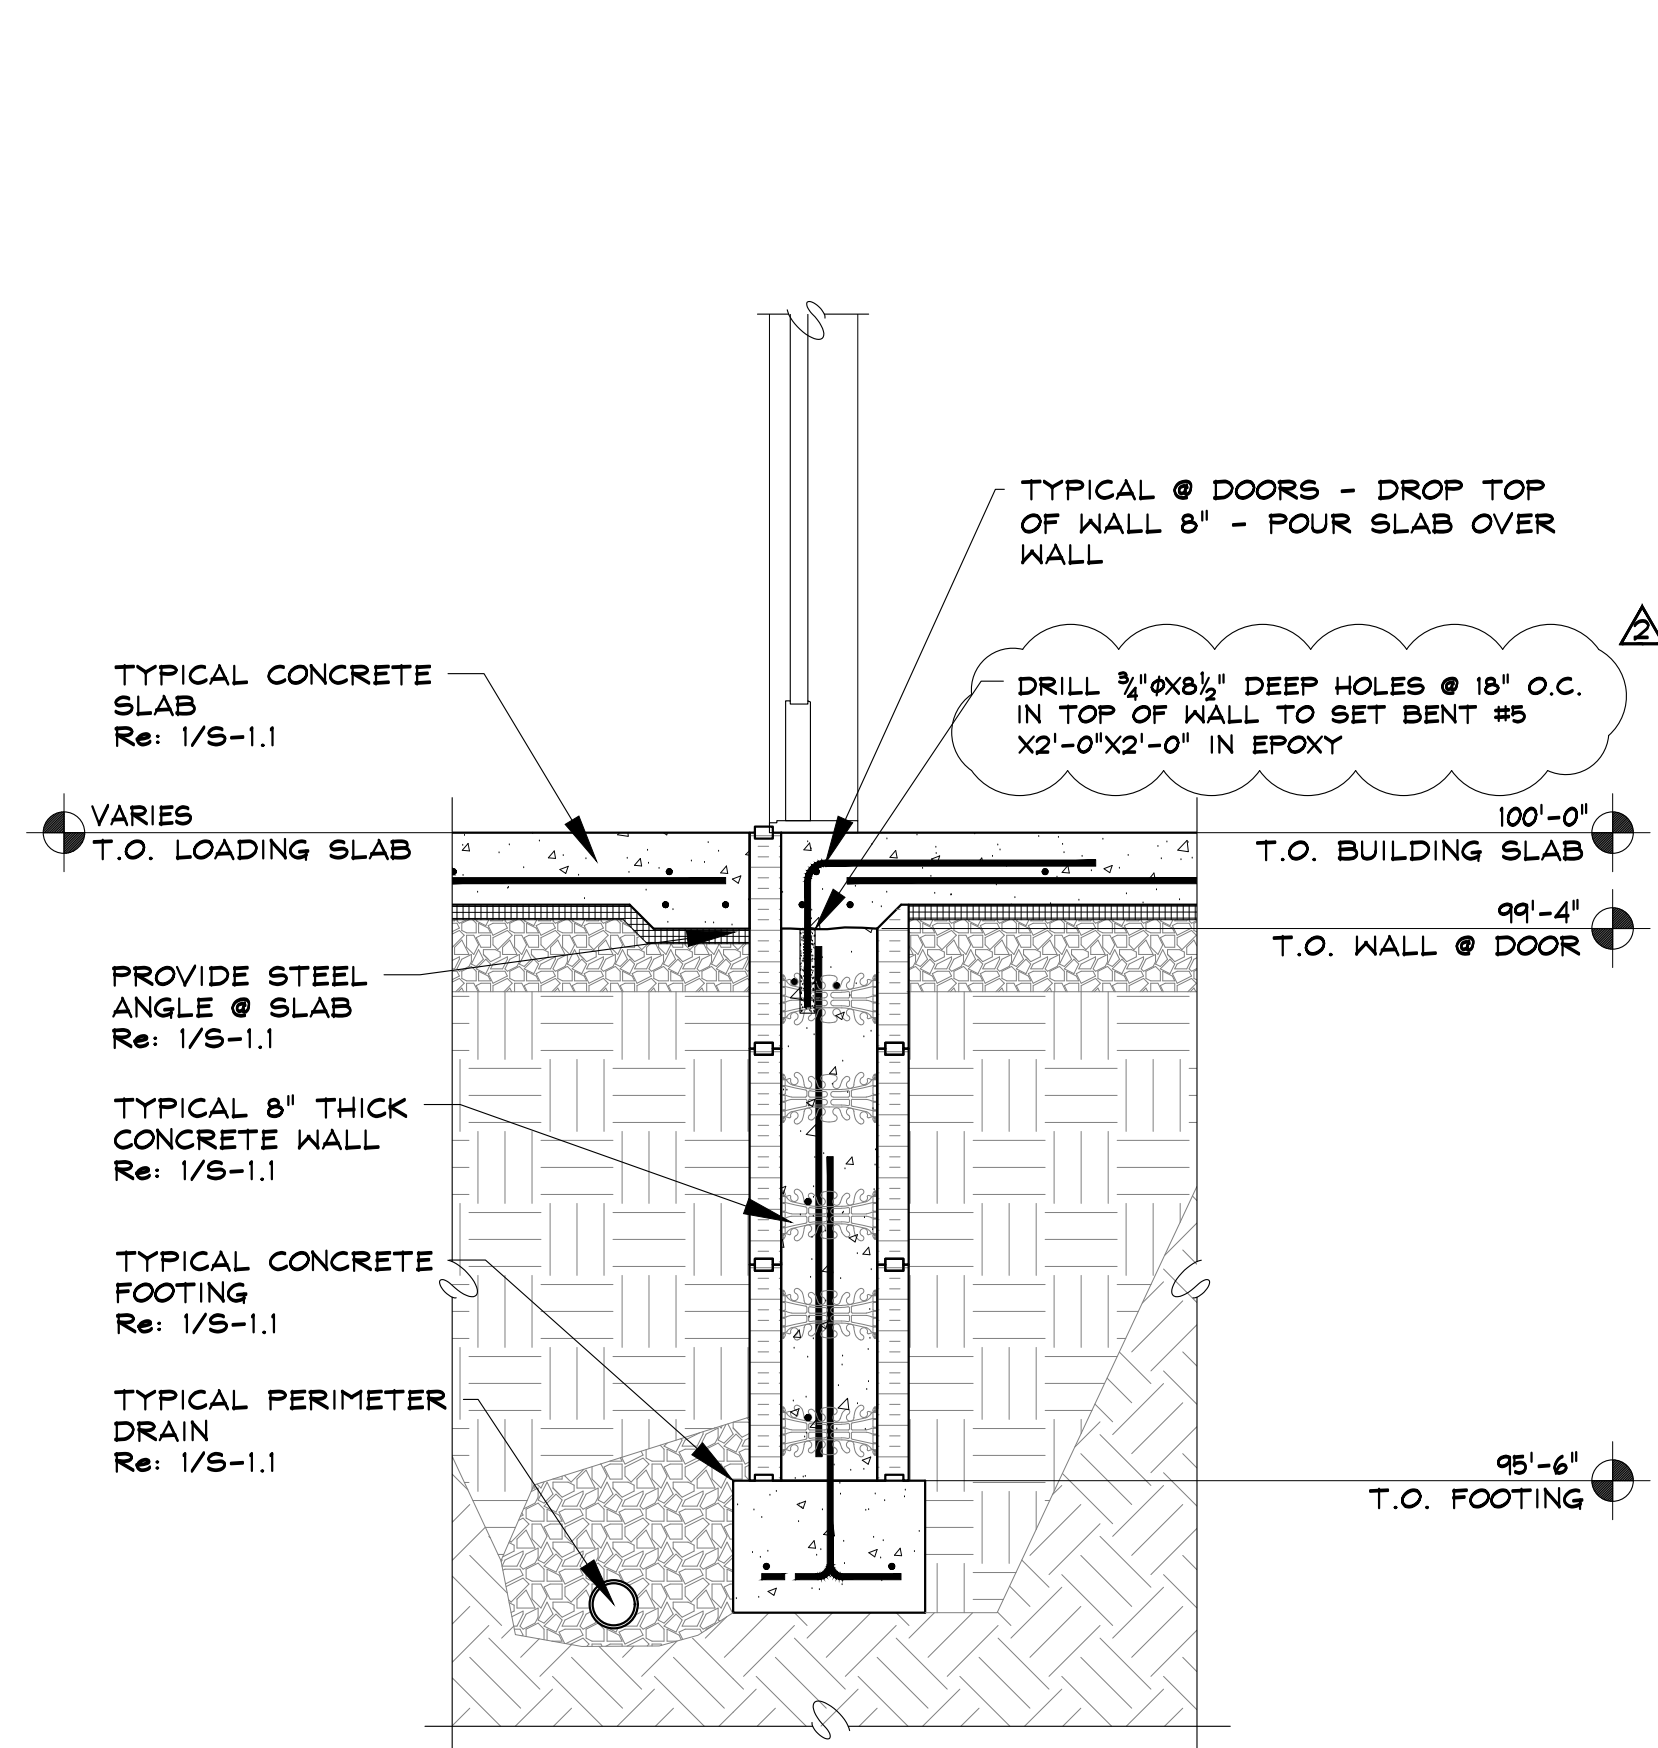 TYPICAL @ DOORS - DROP TOP
OF WALL 8" - POUR SLAB OVER
WALL
2
DRILL ¾"ΦX8½" DEEP HOLES @ 18" O.C.
IN TOP OF WALL TO SET BENT #5
X2'-0"X2'-0" IN EPOXY
TYPICAL CONCRETE
SLAB
Re: 1/S-1.1
VARIES
T.O. LOADING SLAB
100'-0"
T.O. BUILDING SLAB
99'-4"
T.O. WALL @ DOOR
PROVIDE STEEL
ANGLE @ SLAB
Re: 1/S-1.1
TYPICAL 8" THICK
CONCRETE WALL
Re: 1/S-1.1
TYPICAL CONCRETE
FOOTING
Re: 1/S-1.1
TYPICAL PERIMETER
DRAIN
Re: 1/S-1.1
95'-6"
T.O. FOOTING